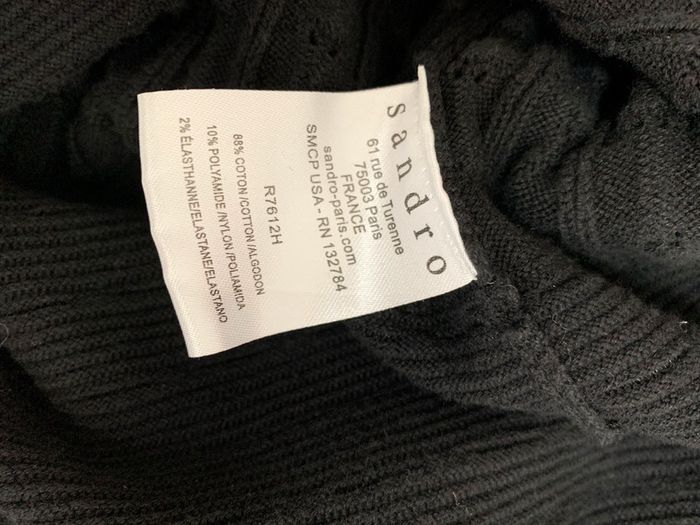 sandro
61 rue de Turenne
75003 Paris
FRANCE
sandro-paris.com
SMCP USA - RN 132784
R7612H
88% COTON/COTTON/ALGODON
10% POLYAMIDE/NYLON/POLIAMIDA
2% ÉLASTHANNE/ELASTANE/ELASTANO